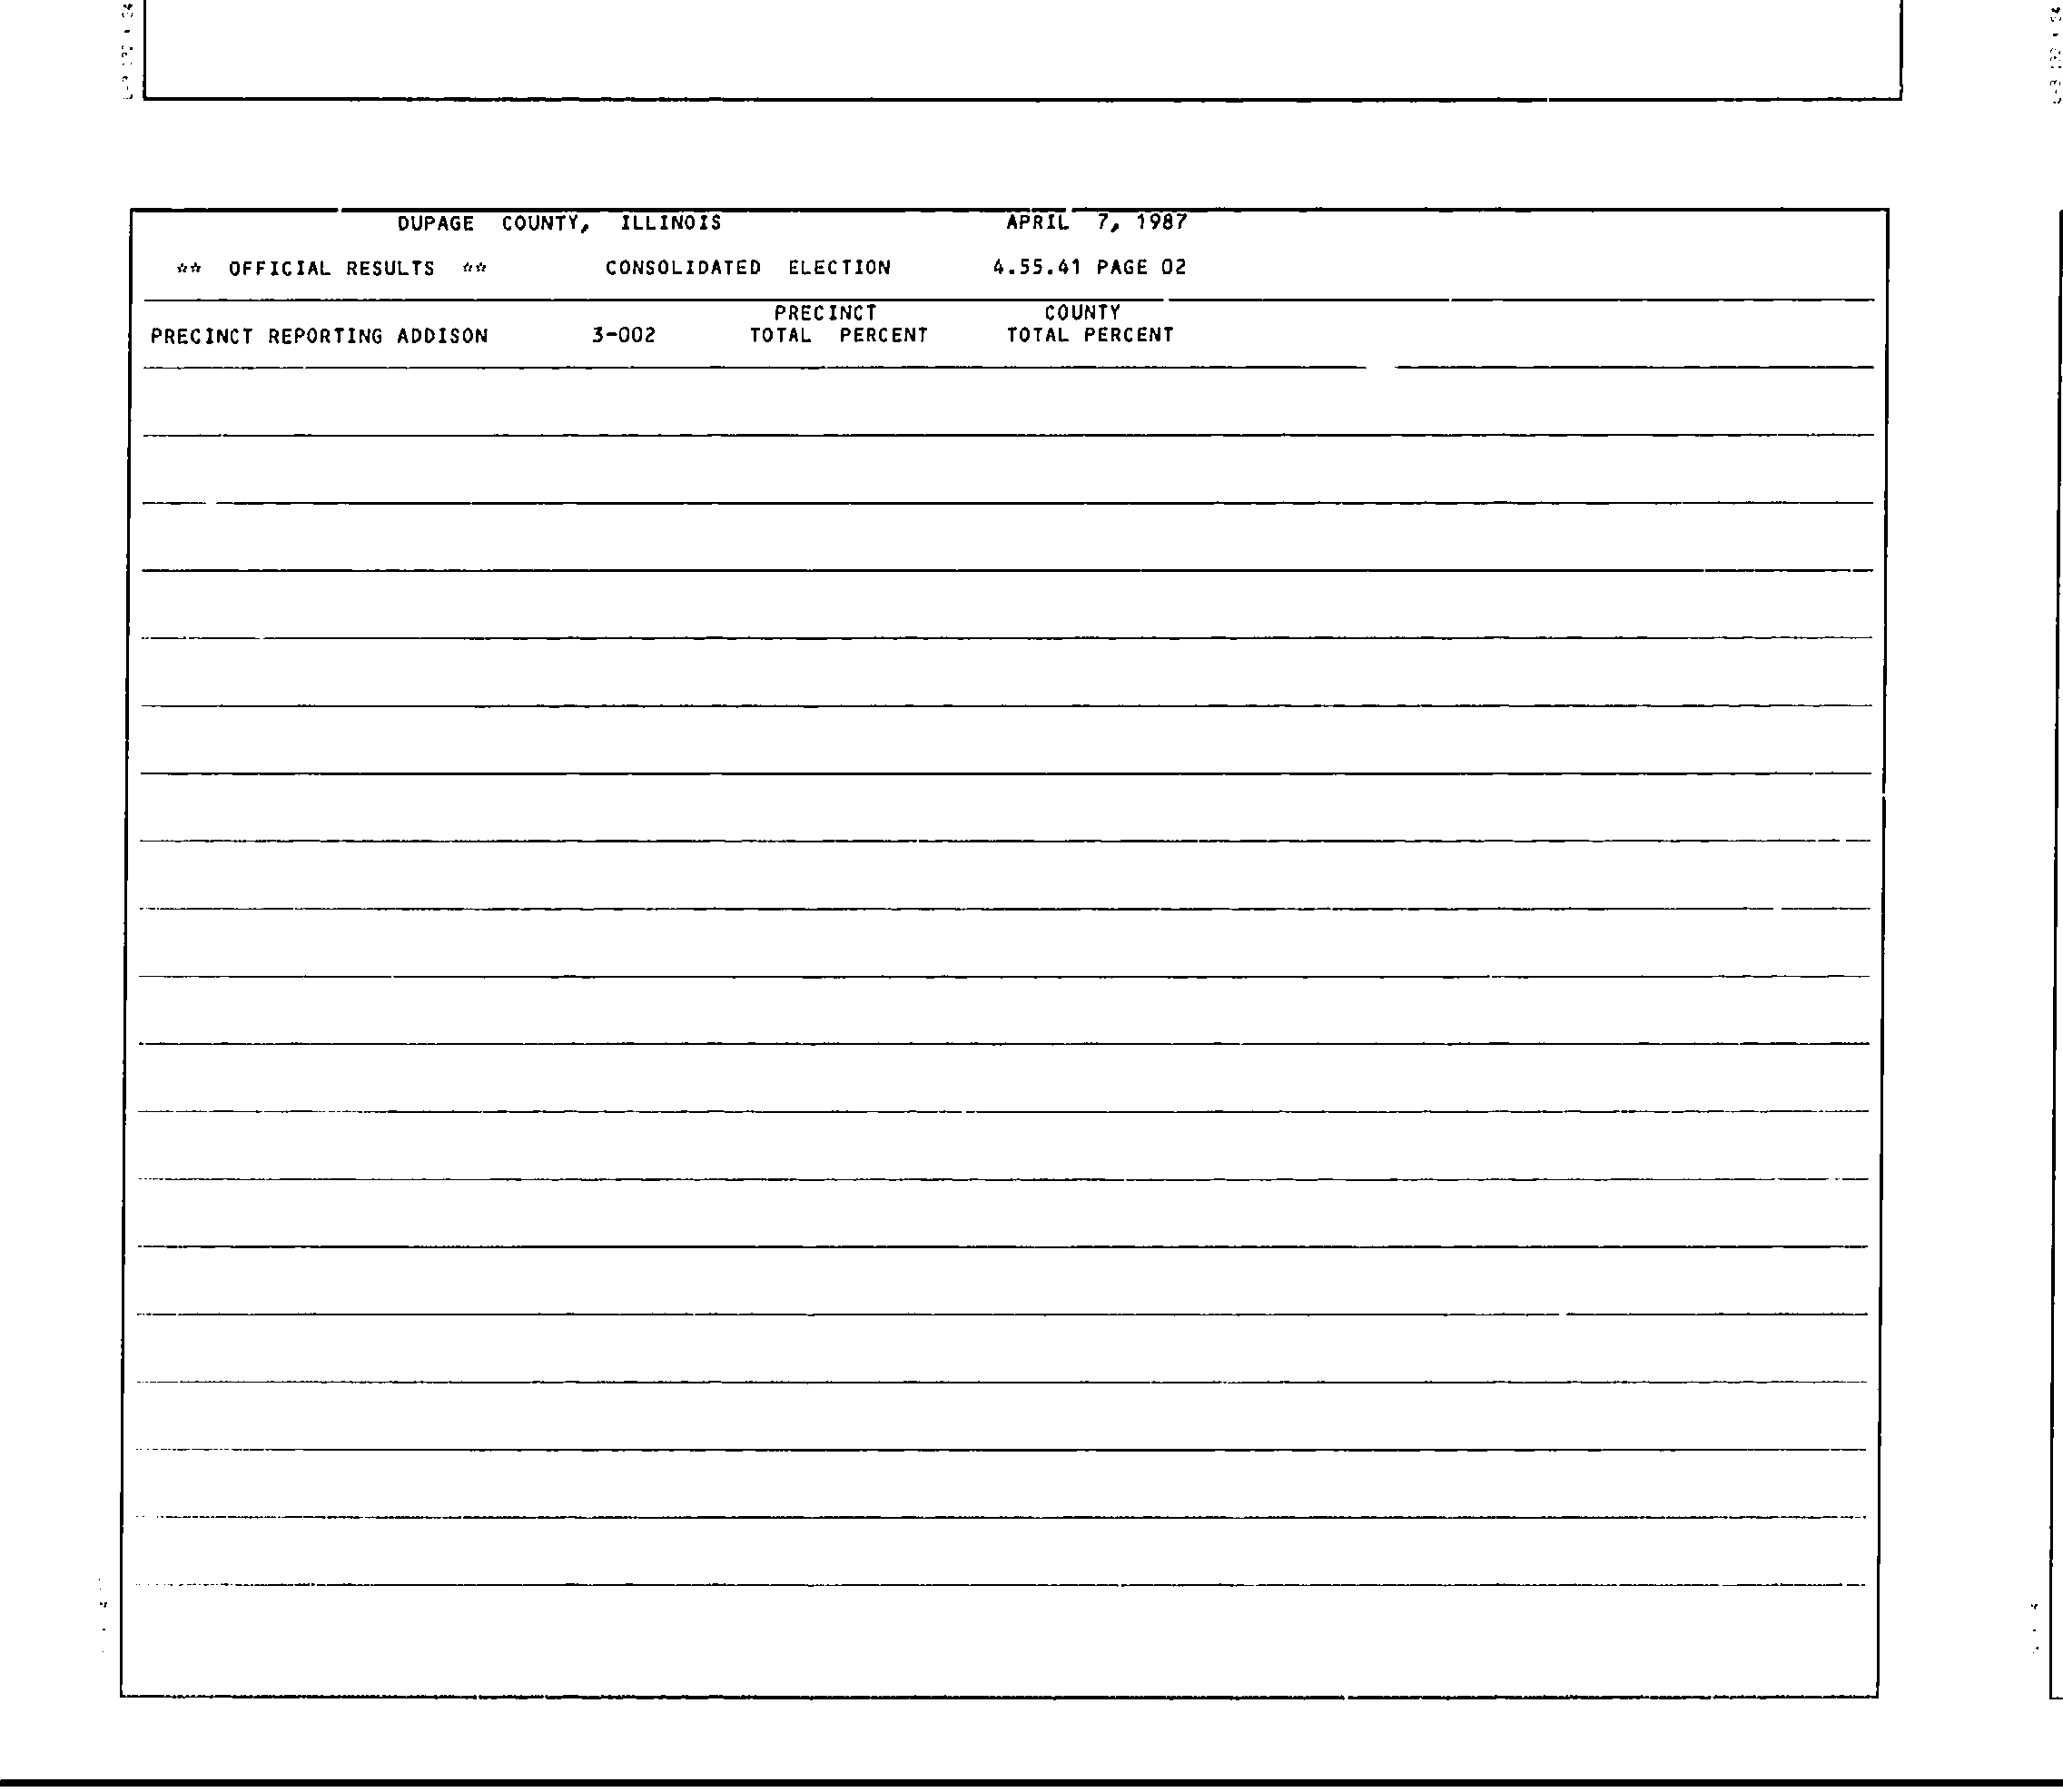 DUPAGE COUNTY, ILLINOIS APRIL 7, 1987
** OFFICIAL RESULTS ** CONSOLIDATED ELECTION 4.55.41 PAGE 02
PRECINCT COUNTY
PRECINCT REPORTING ADDISON 3-002 TOTAL PERCENT TOTAL PERCENT